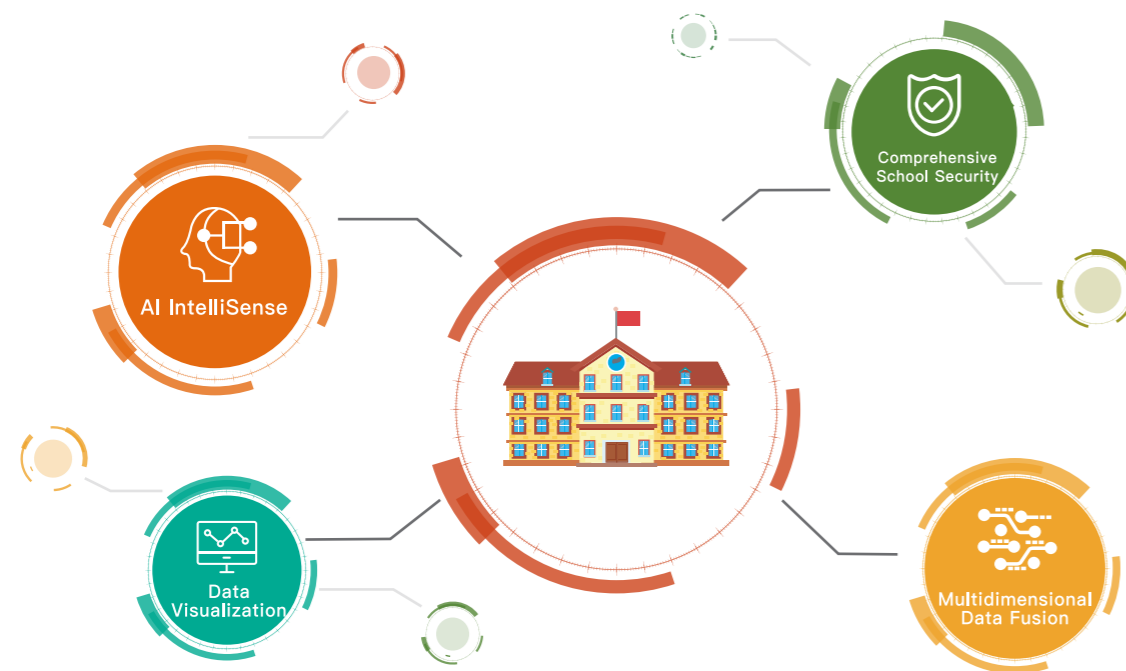 Comprehensive
School Security
AI IntelliSense
Data
Visualization
Multidimensional
Data Fusion